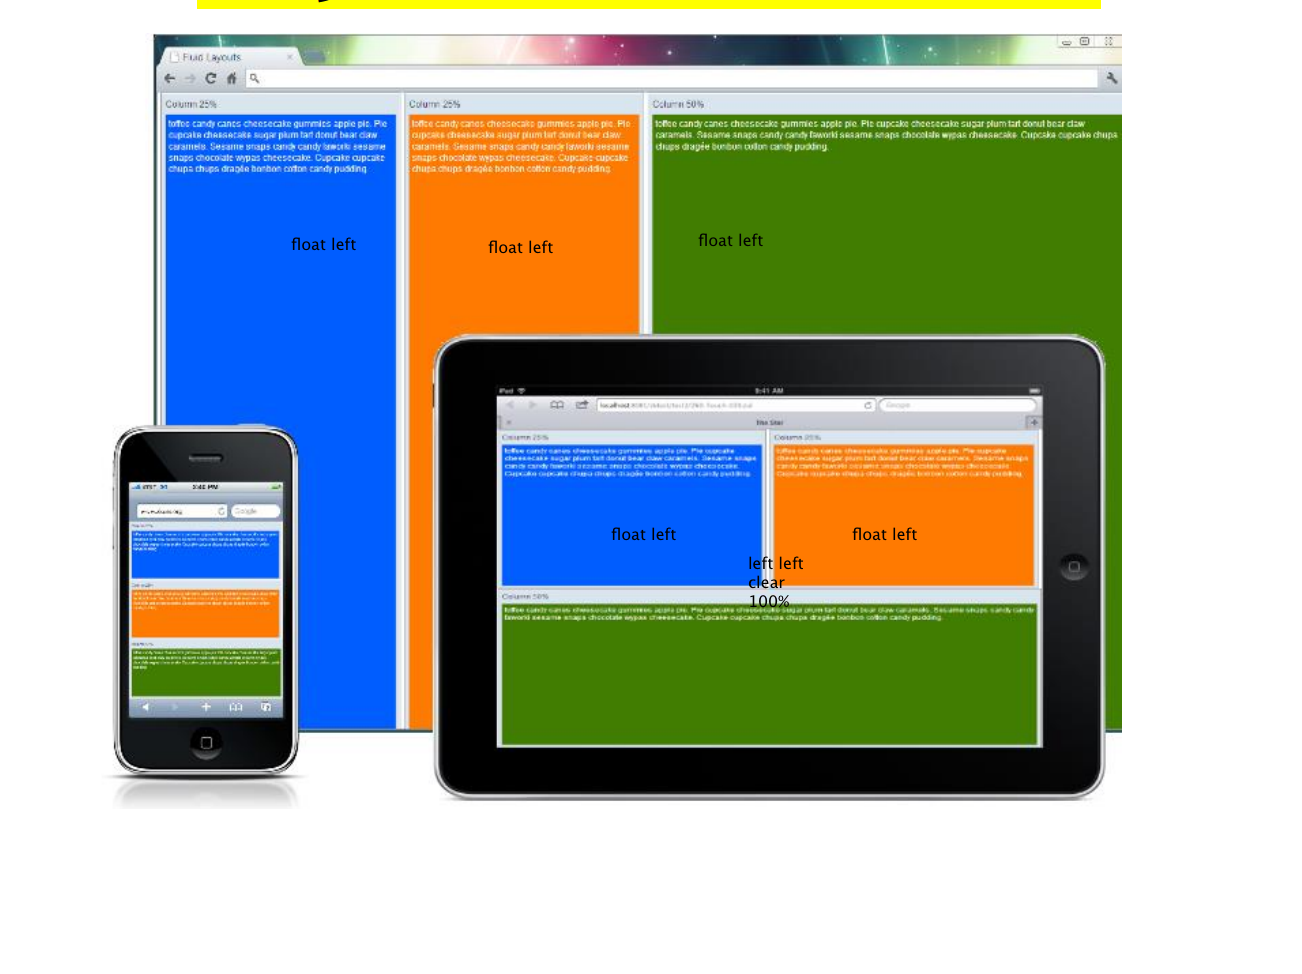 Fluid Layouts
Column 25%
toffee candy canes cheesecake gummies apple pie. Pie
cupcake cheesecake sugar plum tart donut bear claw
caramels. Sesame snaps candy candy faworki sesame
snaps chocolate wypas cheesecake. Cupcake cupcake
chupa chups dragée bonbon cotton candy pudding.
float left
Column 25%
toffee candy canes cheesecake gummies apple pie. Pie
cupcake cheesecake sugar plum tart donut bear claw
caramels. Sesame snaps candy candy faworki sesame
snaps chocolate wypas cheesecake. Cupcake cupcake
chupa chups dragée bonbon cotton candy pudding.
float left
Column 50%
toffee candy canes cheesecake gummies apple pie. Pie cupcake cheesecake sugar plum tart donut bear claw
caramels. Sesame snaps candy candy faworki sesame snaps chocolate wypas cheesecake. Cupcake cupcake chupa
chups dragée bonbon cotton candy pudding.
float left
iPad
9:41 AM
Google
The Star
Column 25%
toffee candy canes cheesecake gummies apple pie. Pie cupcake
cheesecake sugar plum tart donut bear claw caramels. Sesame snaps
candy candy faworki sesame snaps chocolate wypas cheesecake.
Cupcake cupcake chupa chups dragée bonbon cotton candy pudding.
float left
Column 25%
toffee candy canes cheesecake gummies apple pie. Pie cupcake
cheesecake sugar plum tart donut bear claw caramels. Sesame snaps
candy candy faworki sesame snaps chocolate wypas cheesecake.
Cupcake cupcake chupa chups dragée bonbon cotton candy pudding.
float left
left left
clear
100%
Column 50%
toffee candy canes cheesecake gummies apple pie. Pie cupcake cheesecake sugar plum tart donut bear claw caramels. Sesame snaps candy candy
faworki sesame snaps chocolate wypas cheesecake. Cupcake cupcake chupa chups dragée bonbon cotton candy pudding.
AT&T 3G
2:40 PM
Google